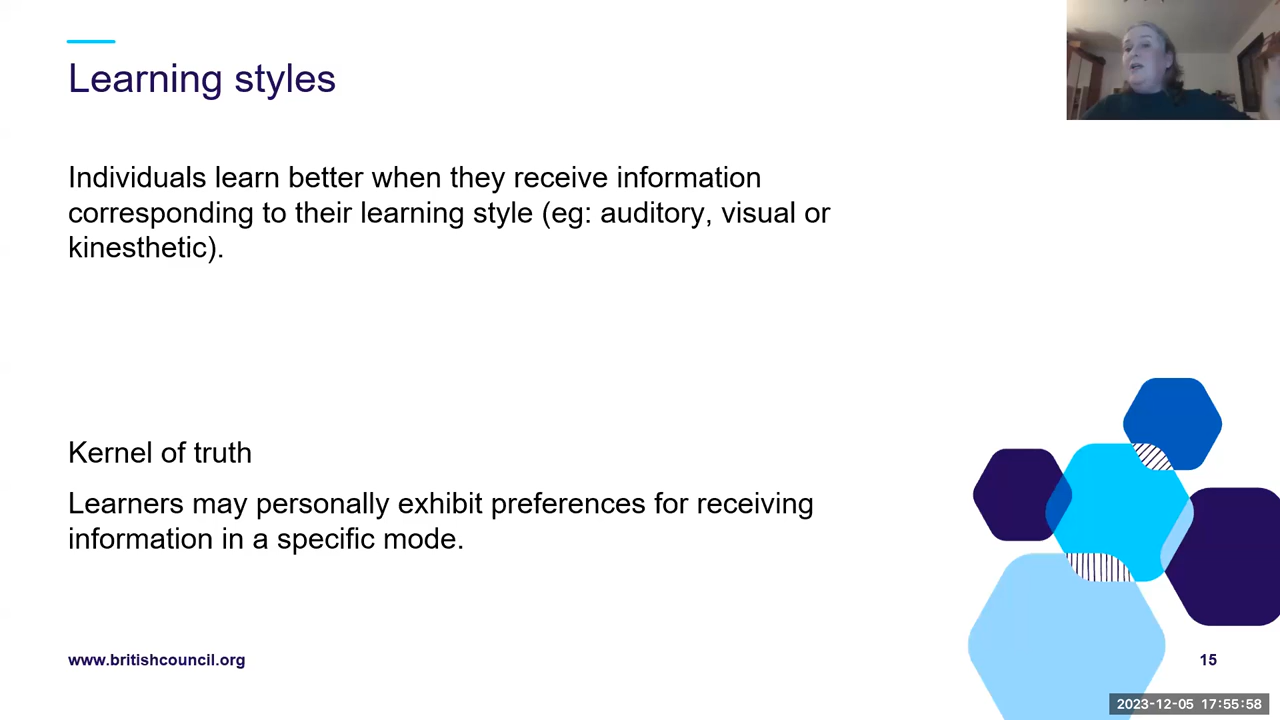 Learning styles
Individuals learn better when they receive information
corresponding to their learning style (eg: auditory, visual or
kinesthetic).
Kernel of truth
Learners may personally exhibit preferences for receiving
information in a specific mode.
www.britishcouncil.org
15
2023-12-05 17:55:58